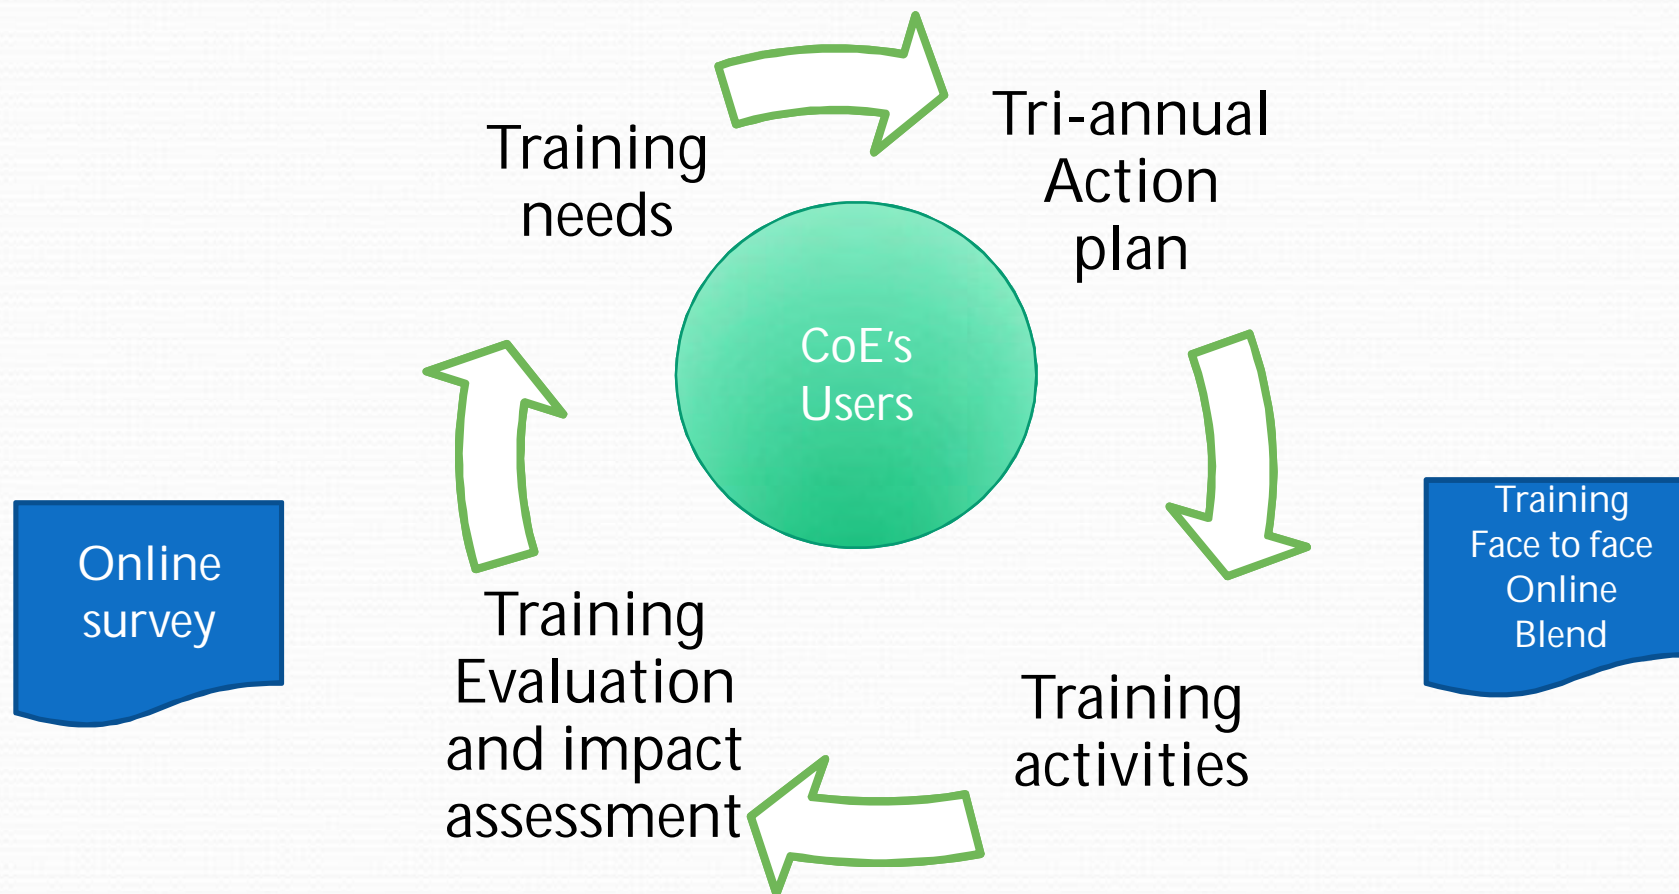 Training
needs
Tri-annual
Action
plan
CoE's
Users
Online
survey
Training
Face to face
Online
Blend
Training
Evaluation
and impact
assessment
Training
activities